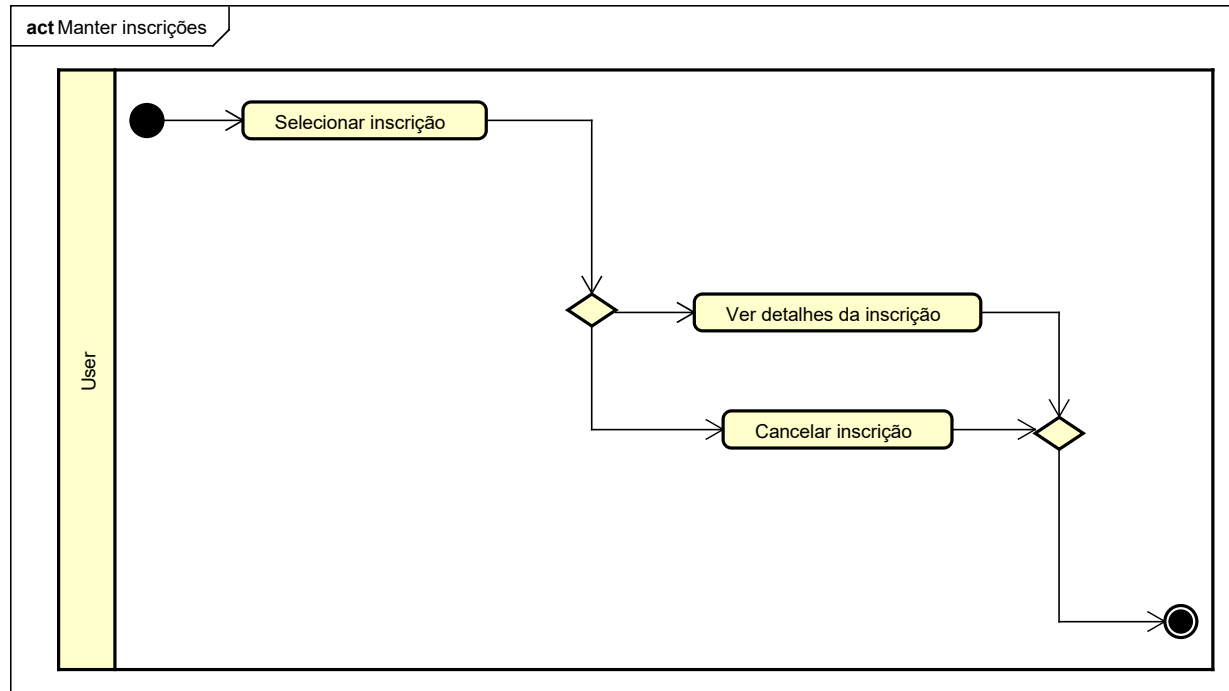 act Manter inscrições
User
Selecionar inscrição
Ver detalhes da inscrição
Cancelar inscrição